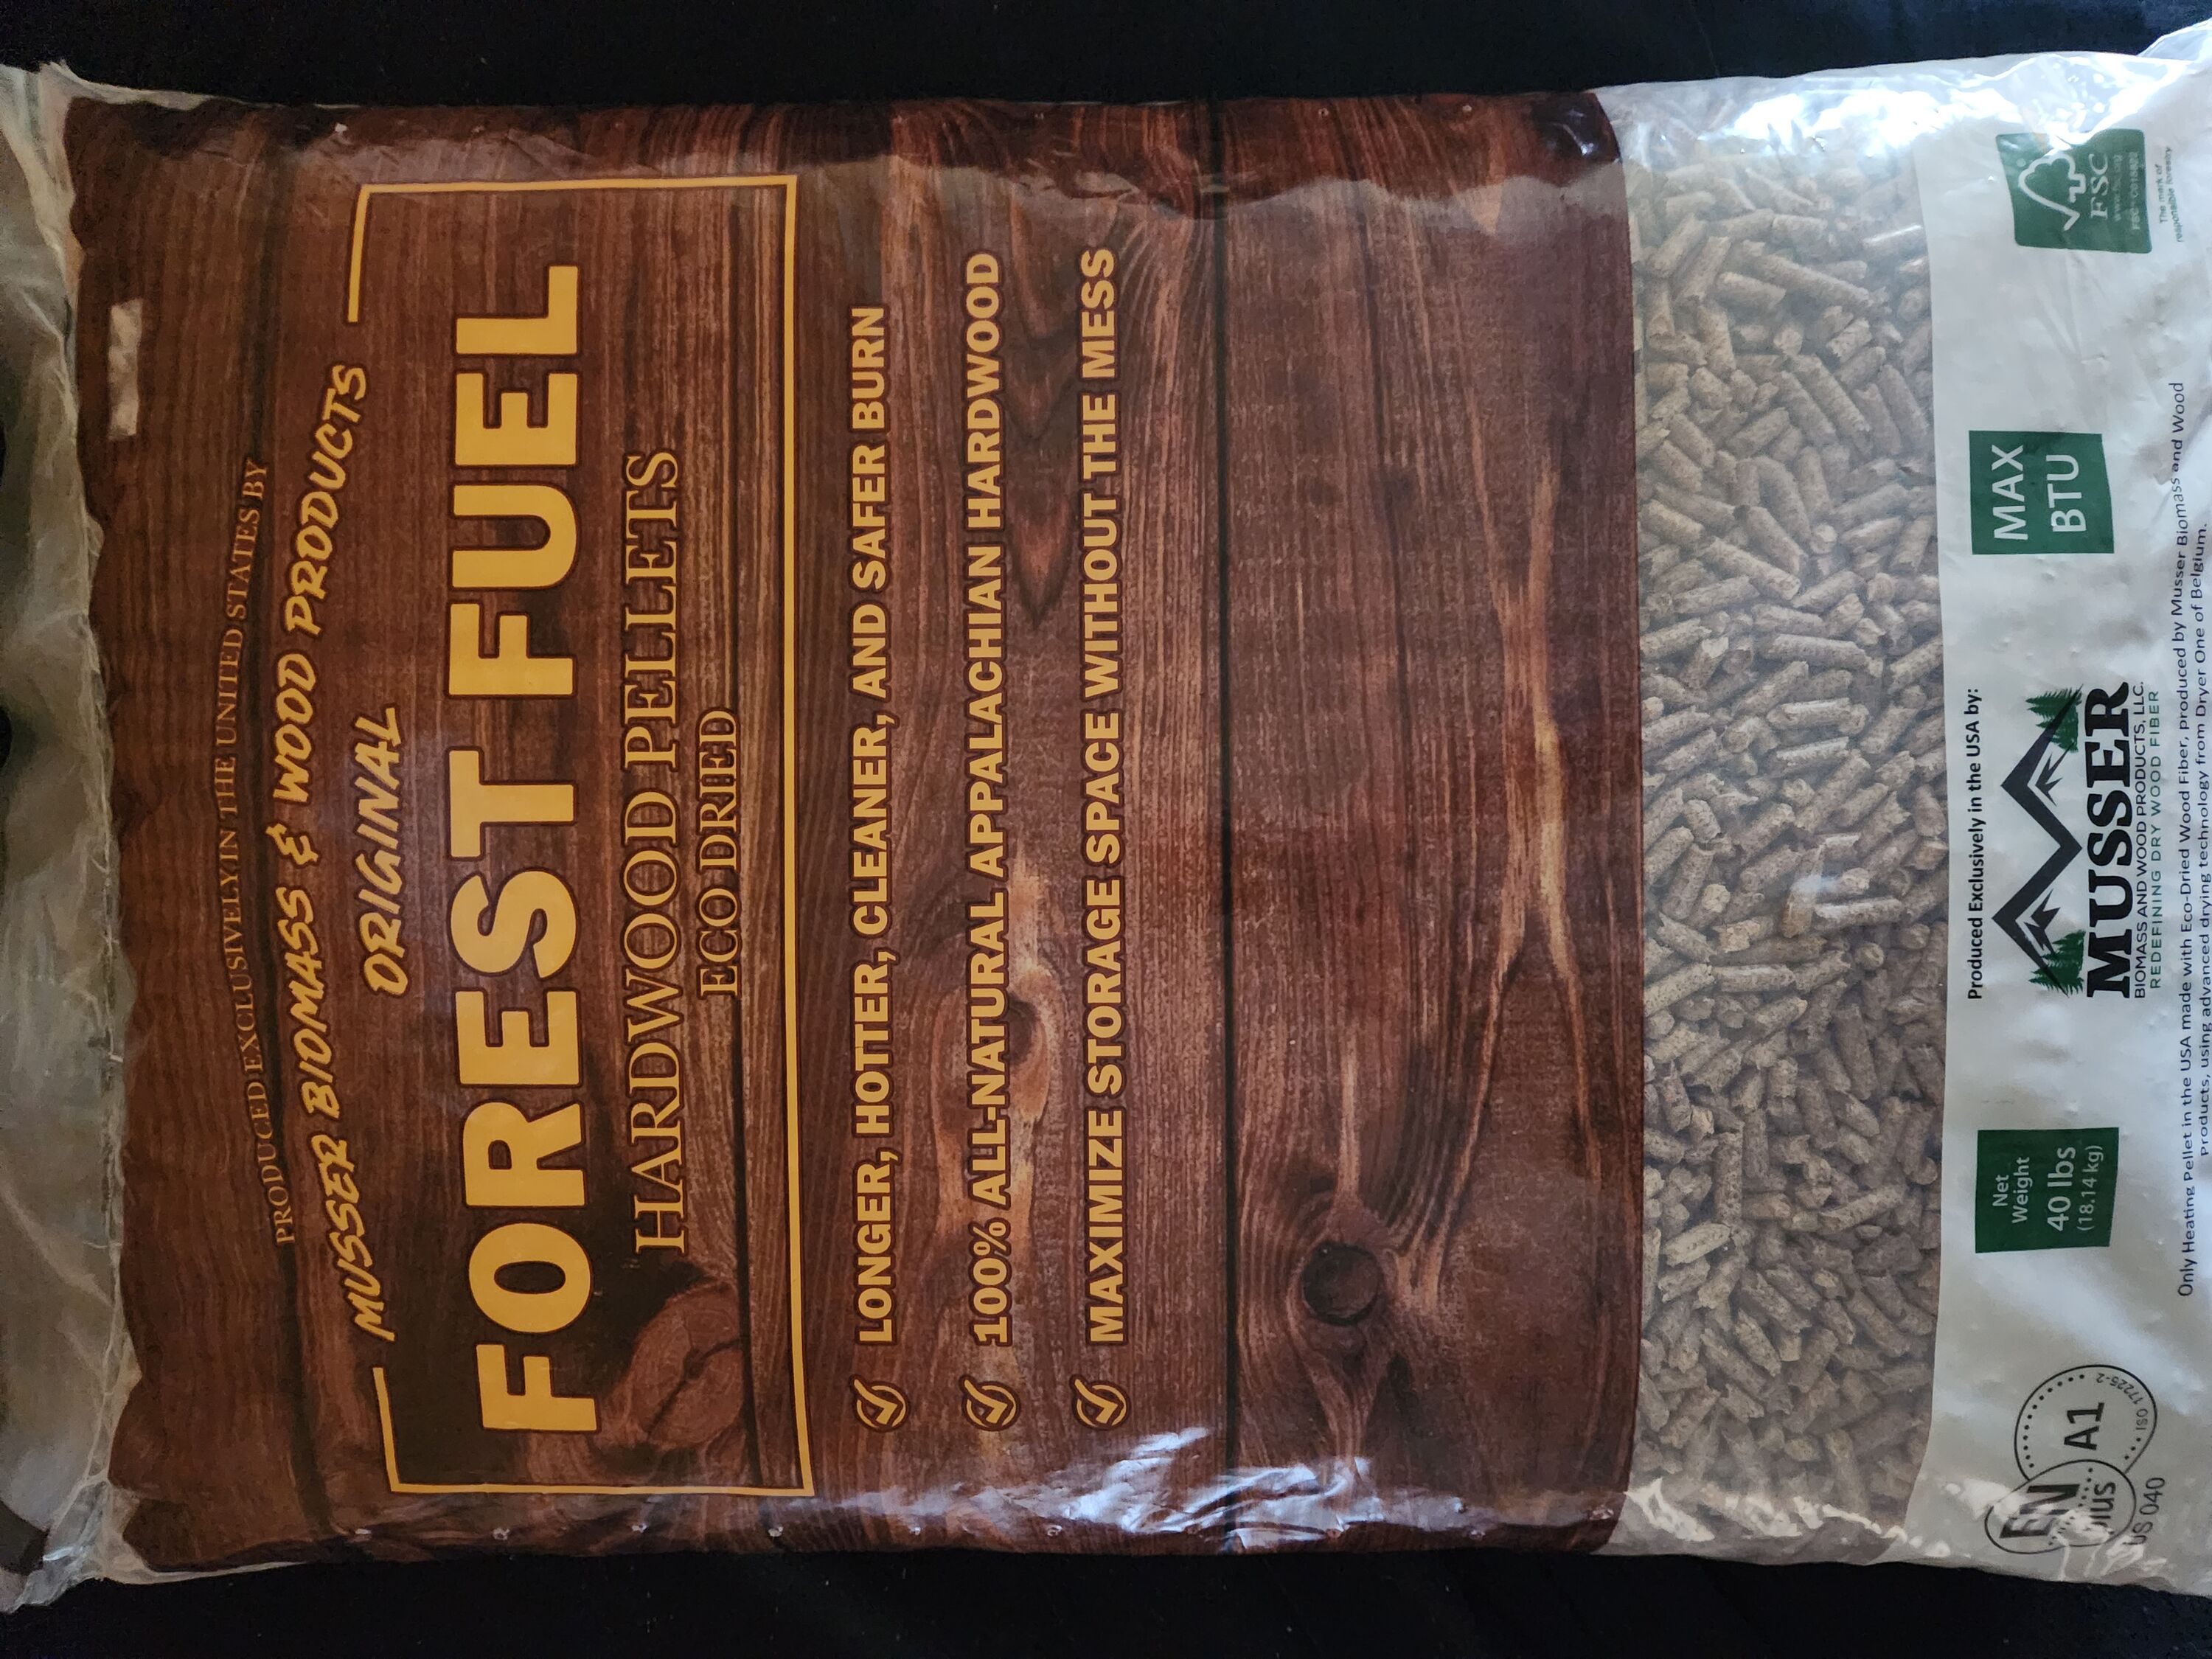 PRODUCED EXCLUSIVELY IN THE UNITED STATES BY
MUSSER BIOMASS & WOOD PRODUCTS
ORIGINAL
FOREST FUEL
HARDWOOD PELLETS
ECO DRIED
LONGER, HOTTER, CLEANER, AND SAFER BURN
100% ALL-NATURAL APPALACHIAN HARDWOOD
MAXIMIZE STORAGE SPACE WITHOUT THE MESS
EN
plus
A1
ISO 17225-2
US 040
Net
Weight
40 lbs
(18.14 kg)
Produced Exclusively in the USA by:
MUSSER
BIOMASS AND WOOD PRODUCTS, LLC.
REDEFINING DRY WOOD FIBER
MAX
BTU
FSC
www.fsc.org
The mark of
responsible forestry
Only Heating Pellet in the USA made with Eco-Dried Wood Fiber, produced by Musser Biomass and Wood
Products, using advanced drying technology from Dryer One of Belgium.